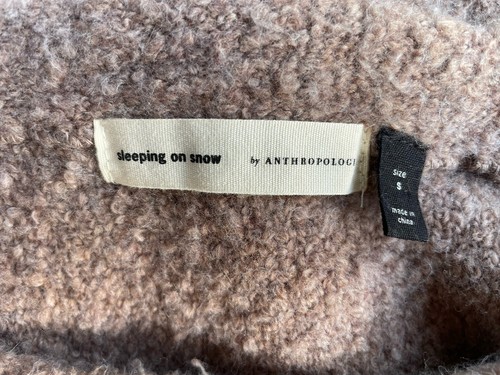 sleeping on snow by ANTHROPOLOGI
size
S
made in
china